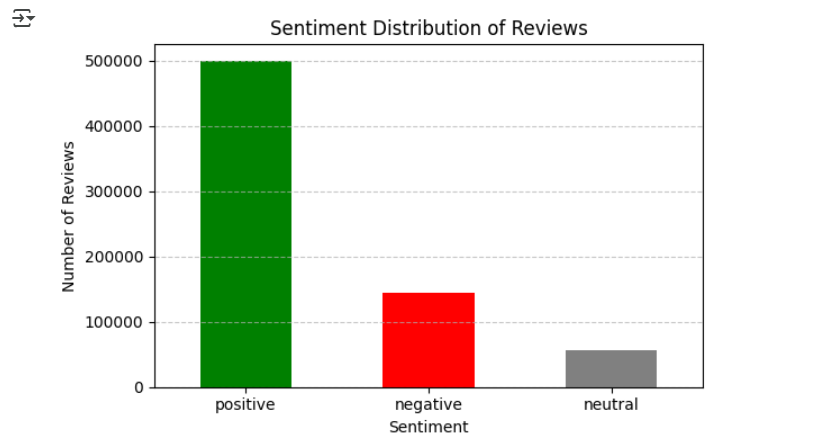 Sentiment Distribution of Reviews
500000
400000
300000
200000
100000
0
Number of Reviews
positive negative neutral
Sentiment